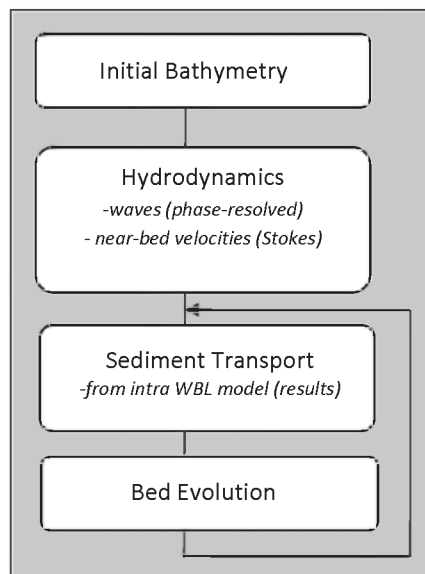 Initial Bathymetry
Hydrodynamics
-waves (phase-resolved)
- near-bed velocities (Stokes)
Sediment Transport
-from intra WBL model (results)
Bed Evolution